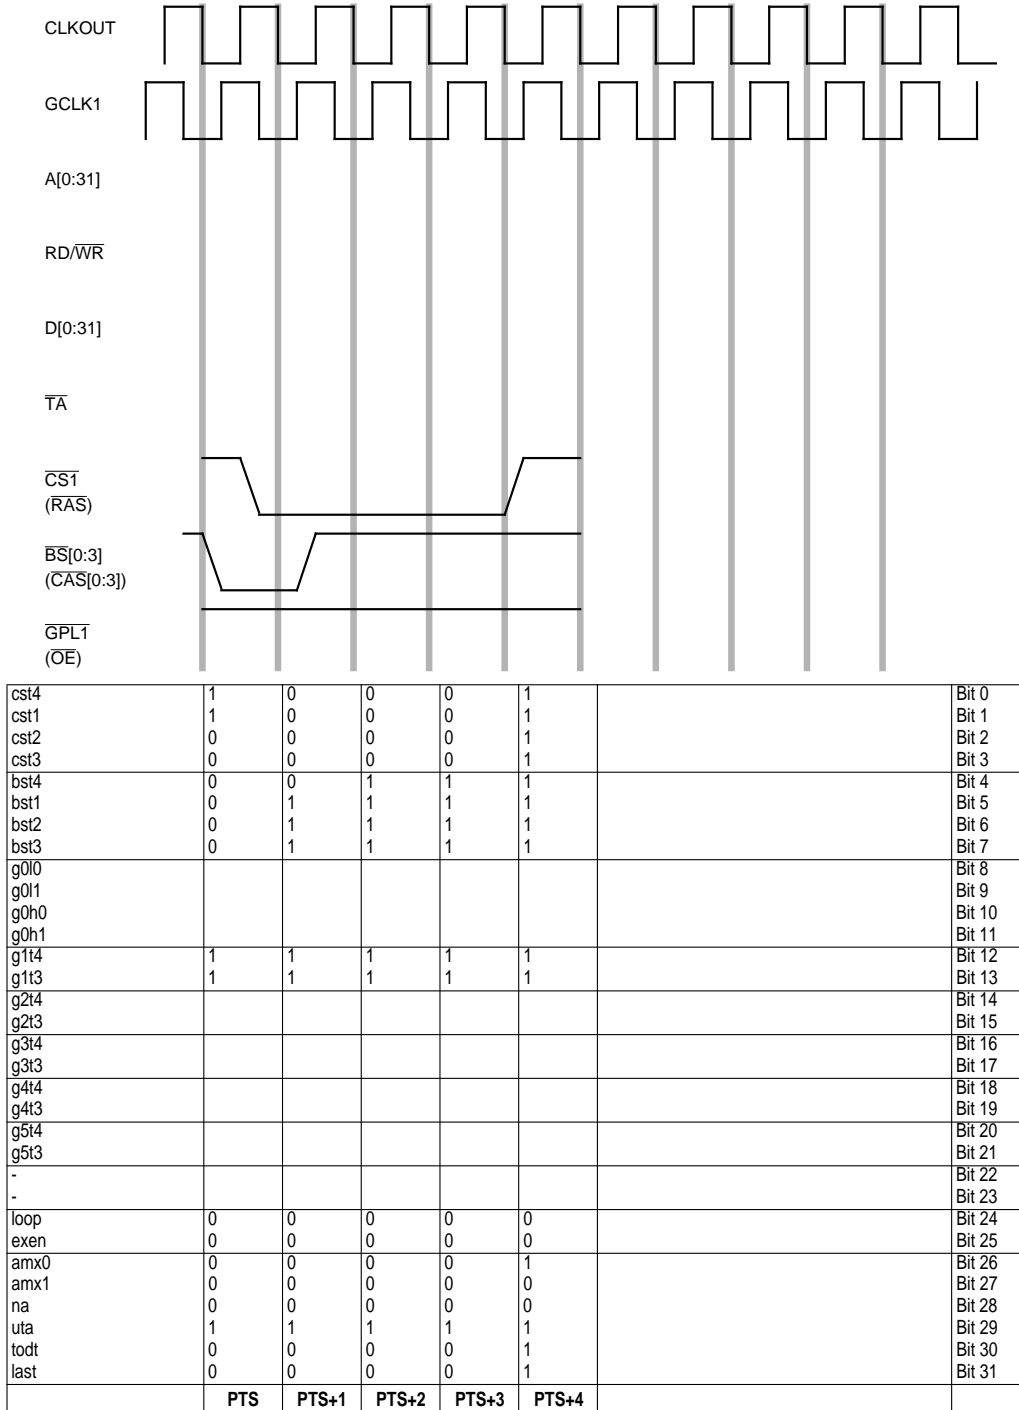 CLKOUT
GCLK1
A[0:31]
RD/WR
D[0:31]
TA
CS1
(RAS)
BS[0:3]
(CAS[0:3])
GPL1
(OE)
cst4 1 0 0 0 1 Bit 0
cst1 1 0 0 0 1 Bit 1
cst2 0 0 0 0 1 Bit 2
cst3 0 0 0 0 1 Bit 3
bst4 0 0 1 1 1 Bit 4
bst1 0 1 1 1 1 Bit 5
bst2 0 1 1 1 1 Bit 6
bst3 0 1 1 1 1 Bit 7
g0l0 Bit 8
g0l1 Bit 9
g0h0 Bit 10
g0h1 Bit 11
g1t4 1 1 1 1 1 Bit 12
g1t3 1 1 1 1 1 Bit 13
g2t4 Bit 14
g2t3 Bit 15
g3t4 Bit 16
g3t3 Bit 17
g4t4 Bit 18
g4t3 Bit 19
g5t4 Bit 20
g5t3 Bit 21
- Bit 22
- Bit 23
loop 0 0 0 0 0 Bit 24
exen 0 0 0 0 0 Bit 25
amx0 0 0 0 0 1 Bit 26
amx1 0 0 0 0 0 Bit 27
na 0 0 0 0 0 Bit 28
uta 1 1 1 1 1 Bit 29
todt 0 0 0 0 1 Bit 30
last 0 0 0 0 1 Bit 31
PTS PTS+1 PTS+2 PTS+3 PTS+4